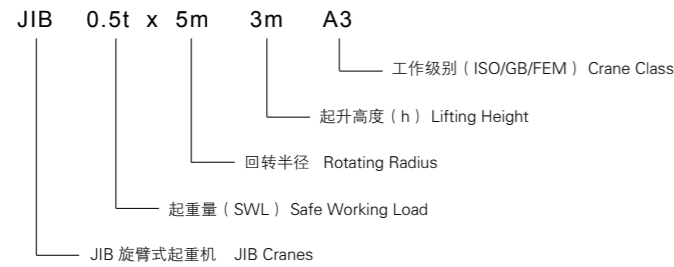 JIB 0.5t x 5m 3m A3
工作级别（ISO/GB/FEM） Crane Class
起升高度（h） Lifting Height
回转半径 Rotating Radius
起重量（SWL） Safe Working Load
JIB 旋臂式起重机 JIB Cranes